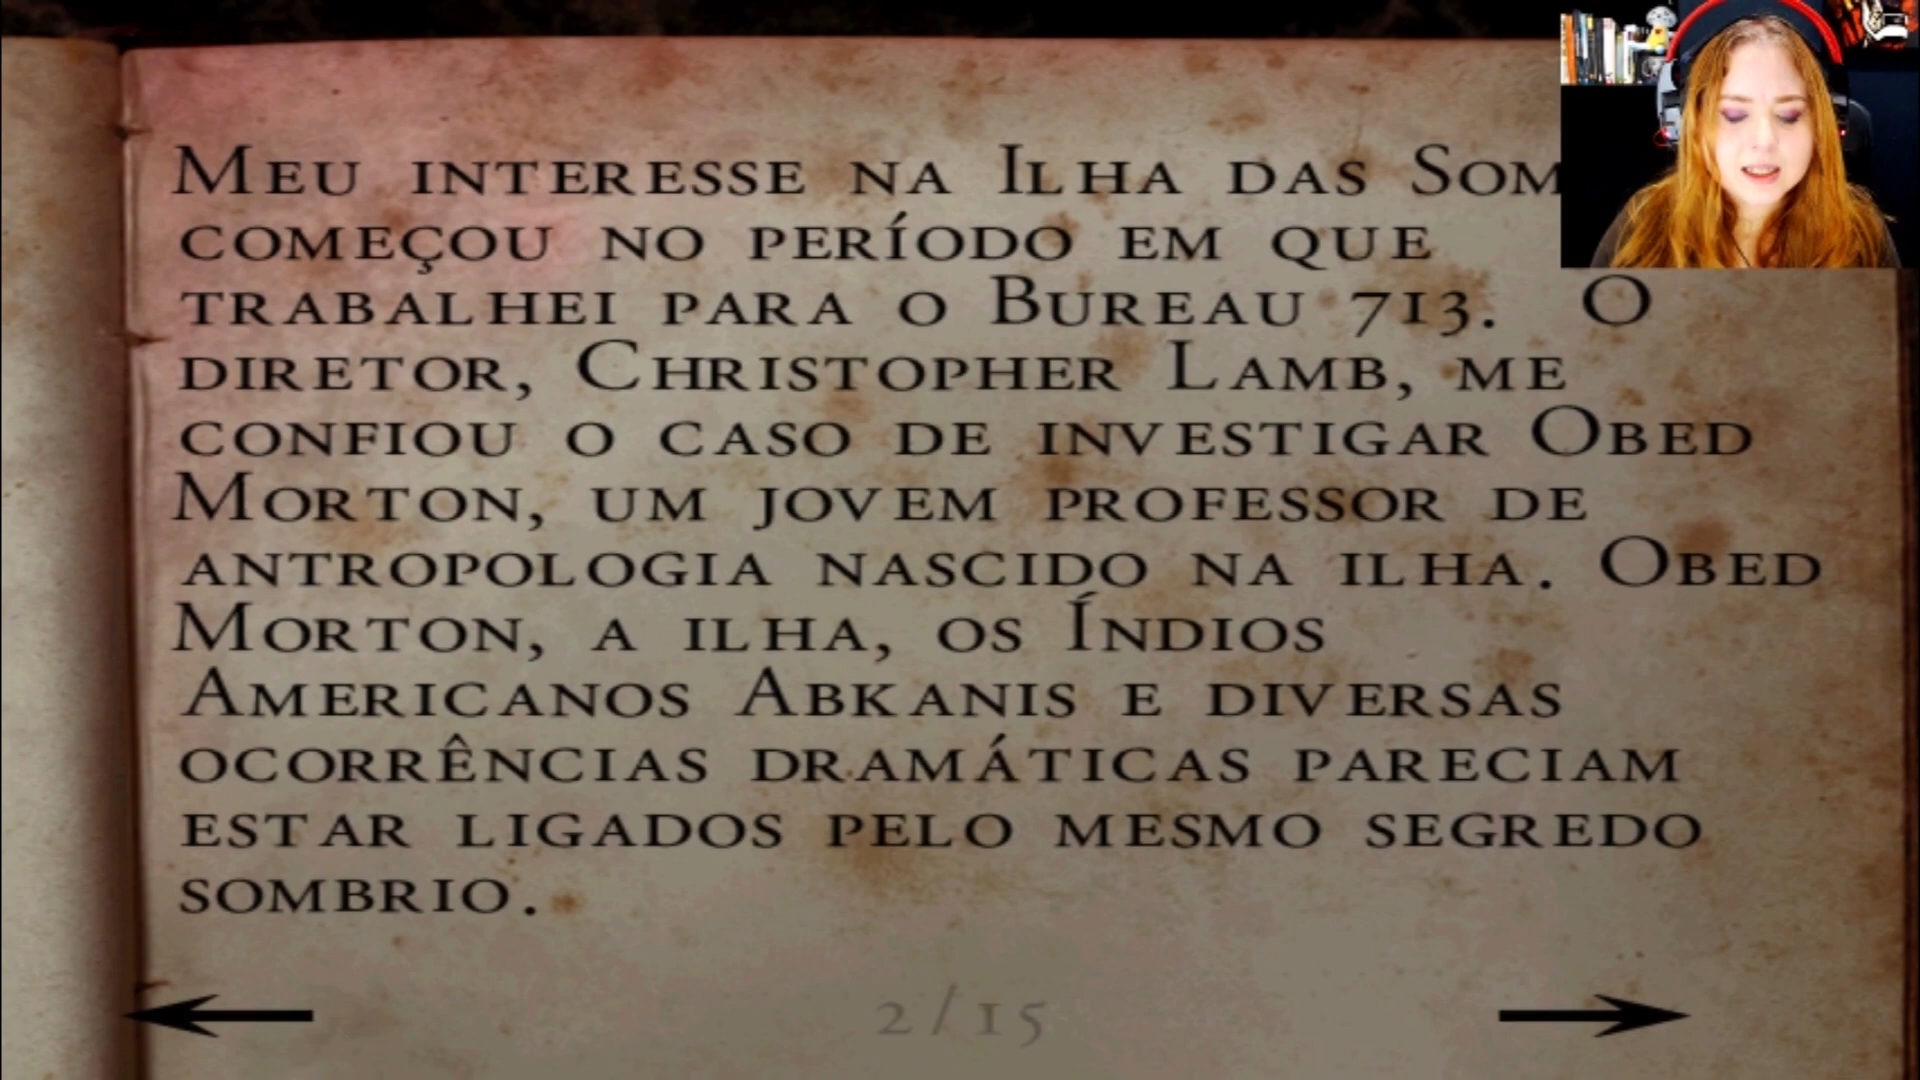 Meu interesse na Ilha das
começou no período em que
trabalhei para o Bureau 713. O
diretor, Christopher Lamb, me
confiou o caso de investigar Obed
Morton, um jovem professor de
antropologia nascido na ilha. Obed
Morton, a ilha, os Índios
Americanos Abkanis e diversas
ocorrências dramáticas pareciam
estar ligados pelo mesmo segredo
sombrio.
2/15